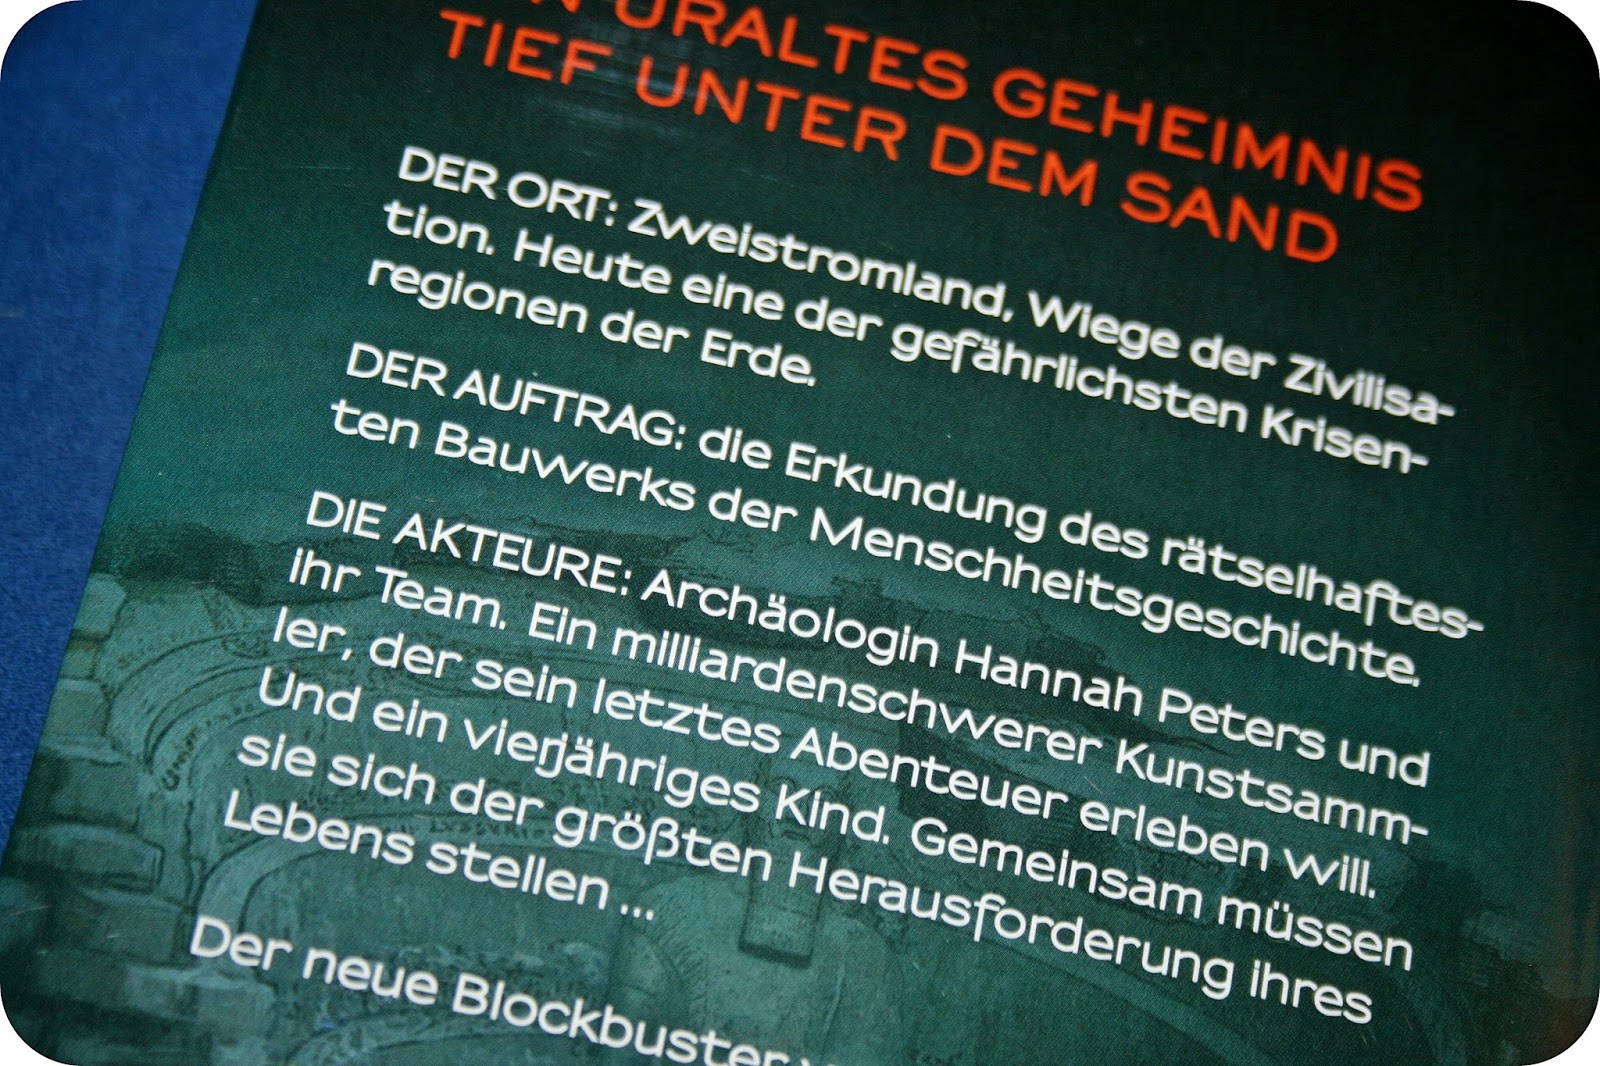 URALTES GEHEIMNIS
TIEF UNTER DEM SAND
DER ORT: Zweistromland, Wiege der Zivilisa-
tion. Heute eine der gefährlichsten Krisen-
regionen der Erde.
DER AUFTRAG: die Erkundung des rätselhaftes-
ten Bauwerks der Menschheitsgeschichte.
DIE AKTEURE: Archäologin Hannah Peters und
ihr Team. Ein milliardenschwerer Kunstsamm-
ler, der sein letztes Abenteuer erleben will.
Und ein vierjähriges Kind. Gemeinsam müssen
sie sich der größten Herausforderung ihres
Lebens stellen ...
Der neue Blockbuster